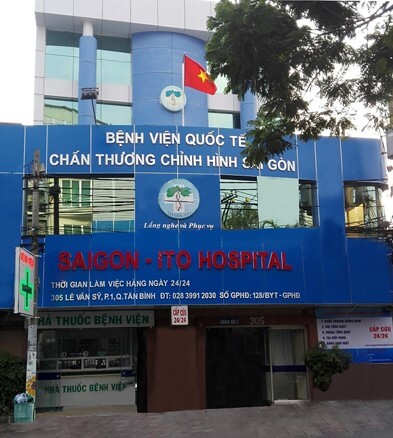 BỆNH VIỆN QUỐC TẾ
CHẤN THƯƠNG CHỈNH HÌNH SÀI GÒN
Lắng nghe và Phục vụ
SAIGON - ITO HOSPITAL
THỜI GIAN LÀM VIỆC HÀNG NGÀY 24/24
305 LÊ VĂN SỸ, P.1, Q.TÂN BÌNH ĐT: 028 3991 2030 SỐ GPHĐ: 128/BYT - GPHĐ
NHÀ THUỐC BỆNH VIỆN
CẤP CỨU
24/24
305
CẤP CỨU
24/24
NHÀ THUỐC BỆNH VIỆN